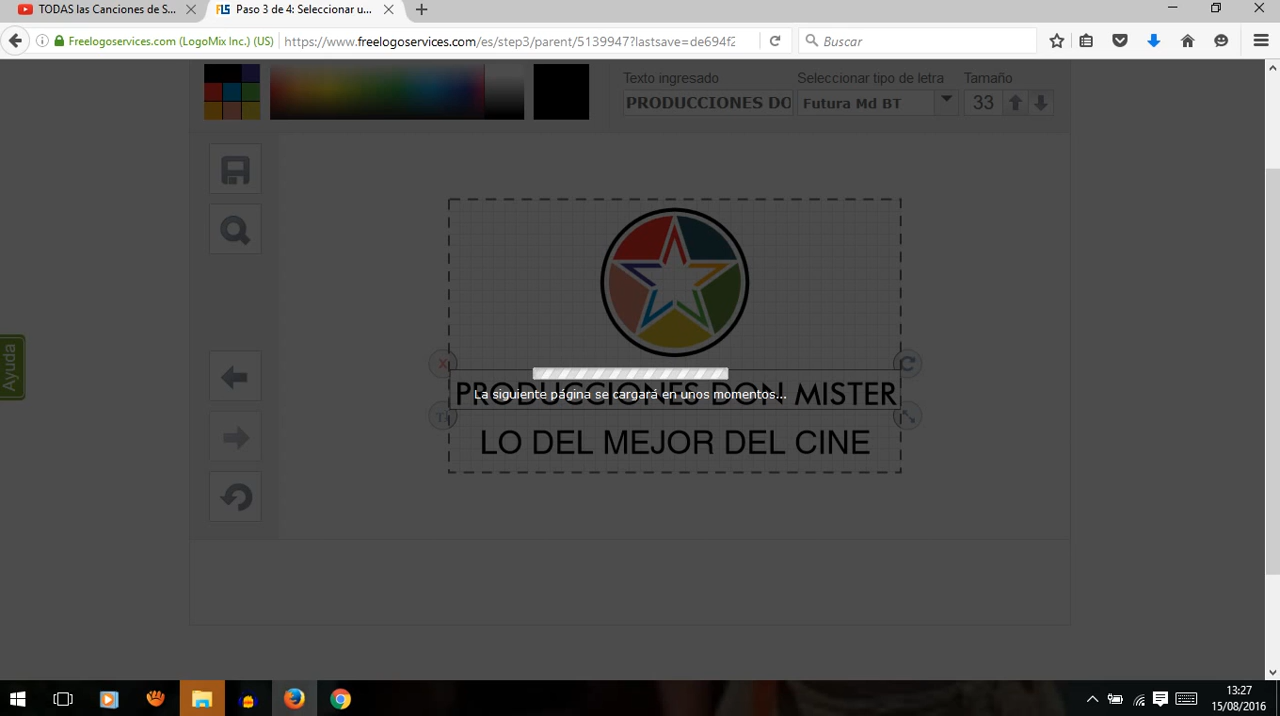 TODAS las Canciones de S...
Paso 3 de 4: Seleccionar u...
Freelogoservices.com (LogoMix Inc.) (US)
https://www.freelogoservices.com/es/step3/parent/5139947?lastsave=de694f2
Buscar
Texto ingresado
Seleccionar tipo de letra
Tamaño
PRODUCCIONES DO
Futura Md BT
33
Ayuda
PRODUCCIONES DON MISTER
La siguiente página se cargará en unos momentos...
LO DEL MEJOR DEL CINE
13:27
15/08/2016